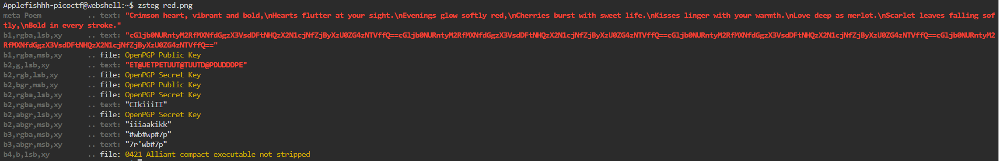 Applefishhh-picoctf@webshell:~$ zsteg red.png
meta Poem .. text: "Crimson heart, vibrant and bold,\nHearts flutter at your sight.\nEvenings glow softly red,\nCherries burst with sweet life.\nKisses linger with your warmth.\nLove deep as merlot.\nScarlet leaves falling sof
tly,\nBold in every stroke."
b1,rgba,lsb,xy .. text: "cGljb0NURntyM2RfMXNfdGgzX3VsdDFtNHQzX2N1cjNfZjByXzU0ZG4zNTVffQ==cGljb0NURntyM2RfMXNfdGgzX3VsdDFtNHQzX2N1cjNfZjByXzU0ZG4zNTVffQ==cGljb0NURntyM2RfMXNfdGgzX3VsdDFtNHQzX2N1cjNfZjByXzU0ZG4zNTVffQ==cGljb0NURntyM2
RfMXNfdGgzX3VsdDFtNHQzX2N1cjNfZjByXzU0ZG4zNTVffQ=="
b1,rgba,msb,xy .. file: OpenPGP Public Key
b2,g,lsb,xy .. text: "ET@UETPETUUT@TUUTD@PDUDDDPE"
b2,rgb,lsb,xy .. file: OpenPGP Secret Key
b2,bgr,msb,xy .. file: OpenPGP Public Key
b2,rgba,lsb,xy .. file: OpenPGP Secret Key
b2,rgba,msb,xy .. text: "CIkiiiII"
b2,abgr,lsb,xy .. file: OpenPGP Secret Key
b2,abgr,msb,xy .. text: "iiiaakikk"
b3,rgba,msb,xy .. text: "#wb#wp#7p"
b3,abgr,msb,xy .. text: "7r'wb#7p"
b4,b,lsb,xy .. file: 0421 Alliant compact executable not stripped